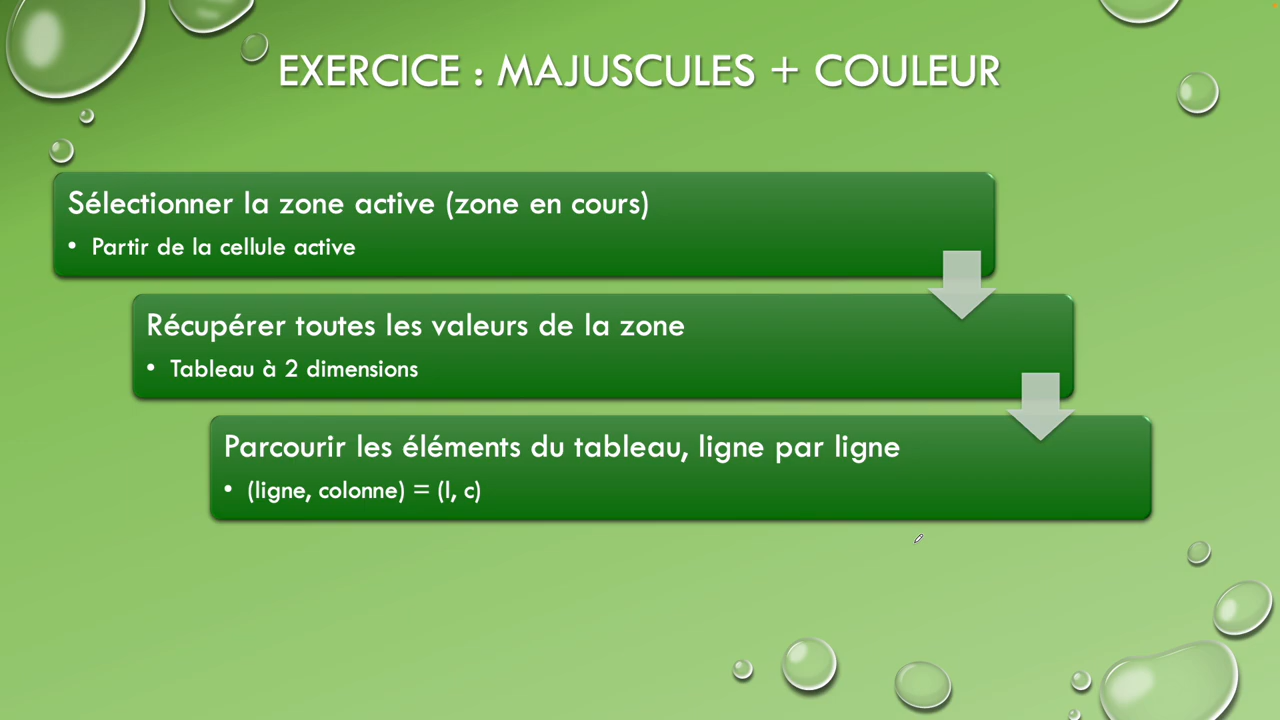 EXERCICE : MAJUSCULES + COULEUR
Sélectionner la zone active (zone en cours)
• Partir de la cellule active
Récupérer toutes les valeurs de la zone
• Tableau à 2 dimensions
Parcourir les éléments du tableau, ligne par ligne
• (ligne, colonne) = (l, c)